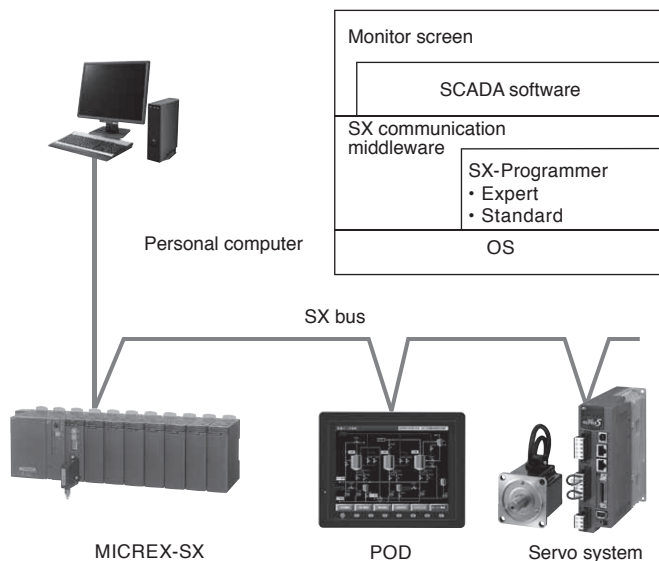 Monitor screen
SCADA software
SX communication
middleware
SX-Programmer
• Expert
• Standard
OS
Personal computer
SX bus
MICREX-SX
POD
Servo system